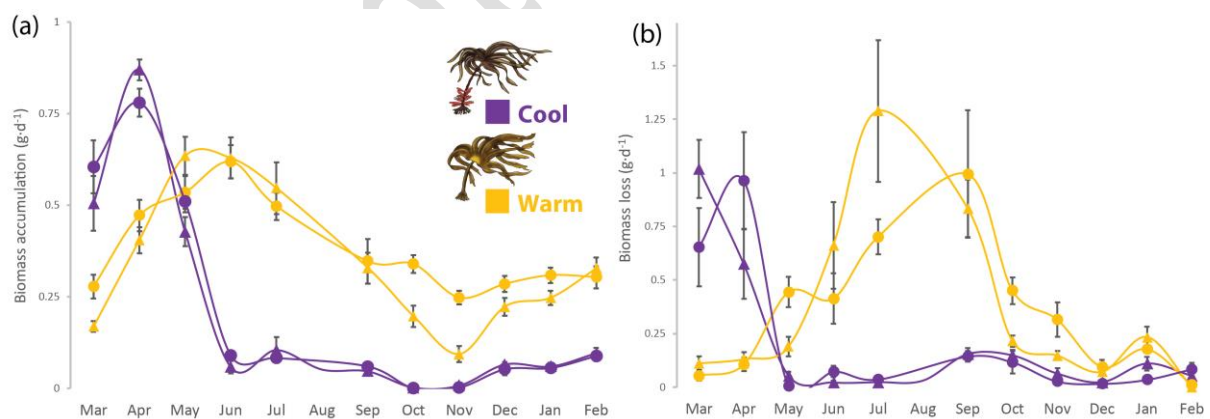 (a)
1
0.75
0.5
0.25
0
Biomass accumulation (g·d⁻¹)
Cool
Warm
Mar Apr May Jun Jul Aug Sep Oct Nov Dec Jan Feb
(b)
1.5
1.25
1
0.75
0.5
0.25
0
Biomass loss (g·d⁻¹)
Mar Apr May Jun Jul Aug Sep Oct Nov Dec Jan Feb